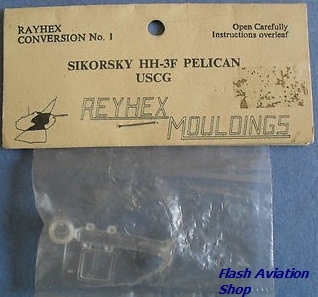 RAYHEX
CONVERSION No. 1
Open Carefully
Instructions overleaf
SIKORSKY HH-3F PELICAN
USCG
REYHEX
MOULDINGS
Flash Aviation
Shop